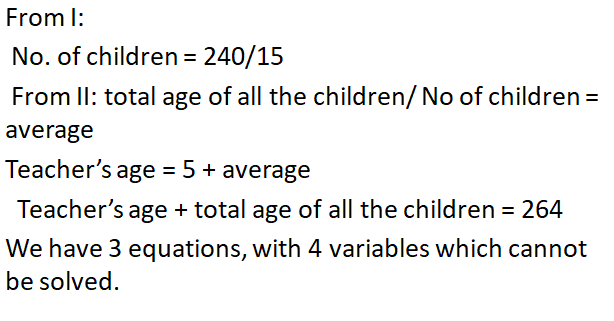 From I:
No. of children = 240/15
From II: total age of all the children/ No of children =
average
Teacher’s age = 5 + average
Teacher’s age + total age of all the children = 264
We have 3 equations, with 4 variables which cannot
be solved.